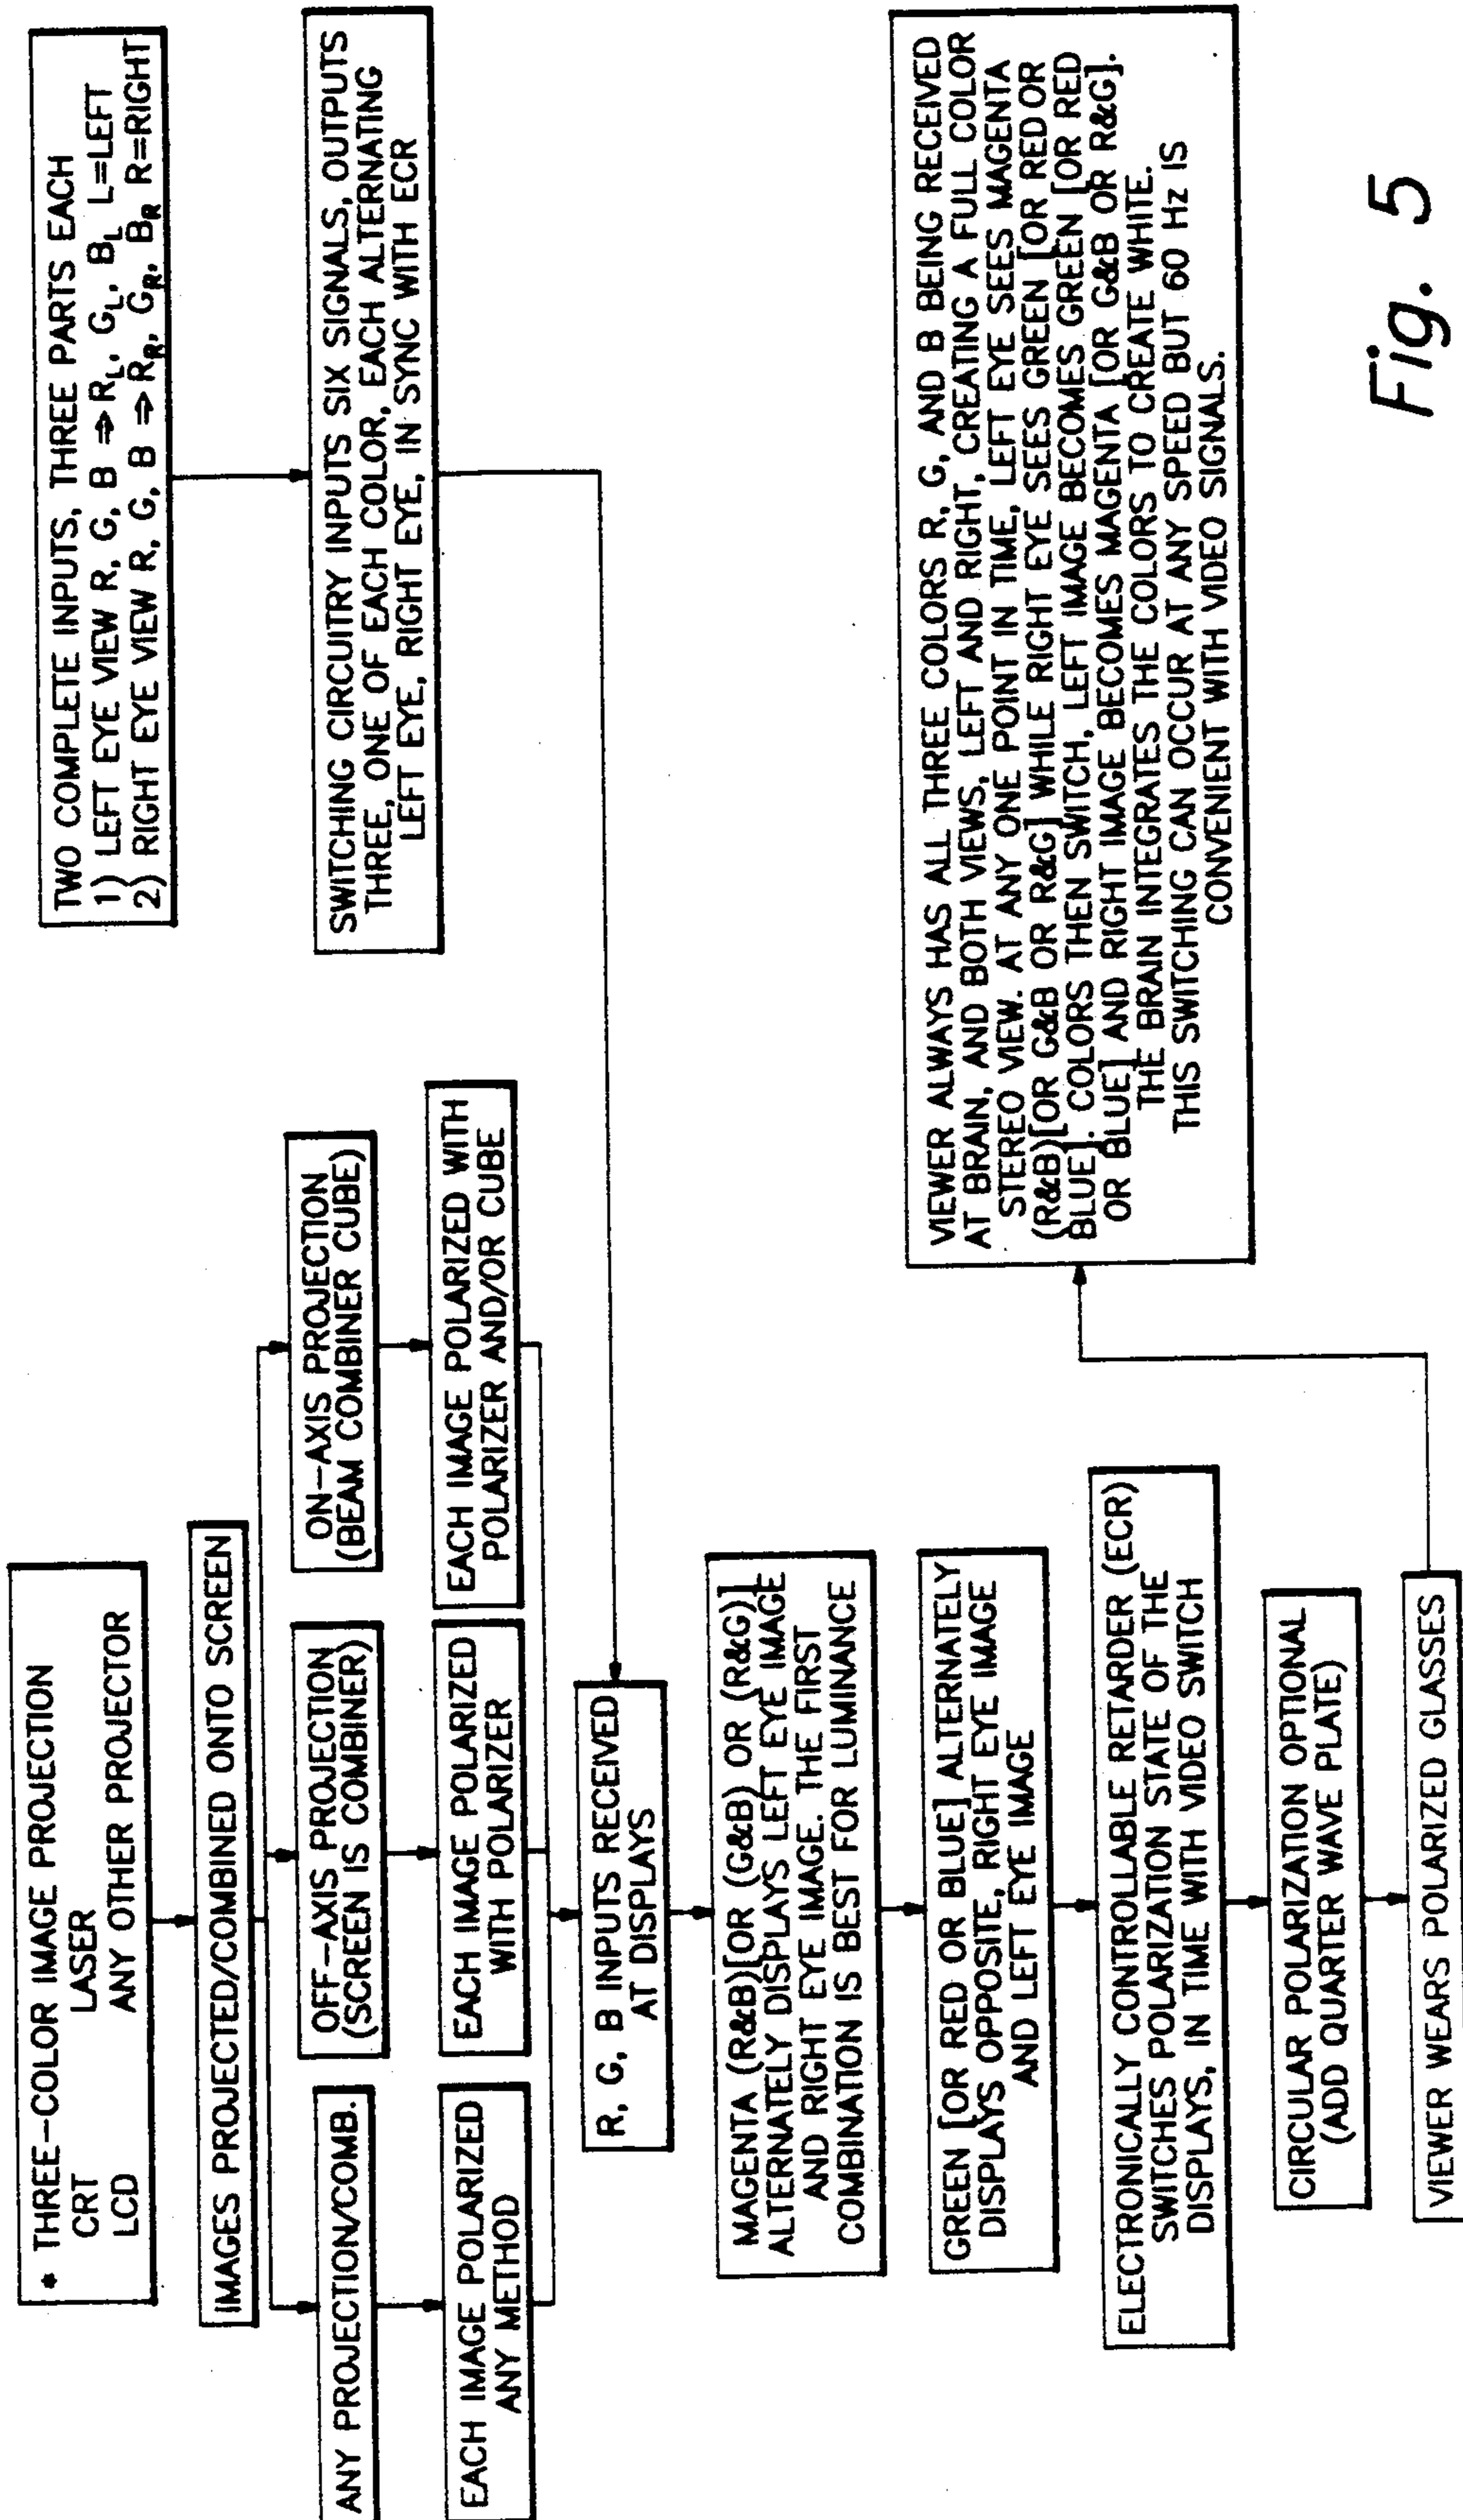 • THREE-COLOR IMAGE PROJECTION
CRT LASER
LCD ANY OTHER PROJECTOR
IMAGES PROJECTED/COMBINED ONTO SCREEN
ANY PROJECTION/COMB.
OFF-AXIS PROJECTION
(SCREEN IS COMBINER)
ON-AXIS PROJECTION
(BEAM COMBINER CUBE)
EACH IMAGE POLARIZED
ANY METHOD
EACH IMAGE POLARIZED
WITH POLARIZER
EACH IMAGE POLARIZED WITH
POLARIZER AND/OR CUBE
R, G, B INPUTS RECEIVED
AT DISPLAYS
MAGENTA (R&B)[OR (G&B) OR (R&G)]
ALTERNATELY DISPLAYS LEFT EYE IMAGE
AND RIGHT EYE IMAGE. THE FIRST
COMBINATION IS BEST FOR LUMINANCE
GREEN [OR RED OR BLUE] ALTERNATELY
DISPLAYS OPPOSITE, RIGHT EYE IMAGE
AND LEFT EYE IMAGE
ELECTRONICALLY CONTROLLABLE RETARDER (ECR)
SWITCHES POLARIZATION STATE OF THE
DISPLAYS, IN TIME WITH VIDEO SWITCH
CIRCULAR POLARIZATION OPTIONAL
(ADD QUARTER WAVE PLATE)
VIEWER WEARS POLARIZED GLASSES
TWO COMPLETE INPUTS, THREE PARTS EACH
1) LEFT EYE VIEW R, G, B ⇒ RL, GL, BL L=LEFT
2) RIGHT EYE VIEW R, G, B ⇒ RR, GR, BR R=RIGHT
SWITCHING CIRCUITRY INPUTS SIX SIGNALS, OUTPUTS
THREE, ONE OF EACH COLOR, EACH ALTERNATING
LEFT EYE, RIGHT EYE, IN SYNC WITH ECR
VIEWER ALWAYS HAS ALL THREE COLORS R, G, AND B BEING RECEIVED
AT BRAIN, AND BOTH VIEWS, LEFT AND RIGHT, CREATING A FULL COLOR
STEREO VIEW. AT ANY ONE POINT IN TIME, LEFT EYE SEES MAGENTA
(R&B)[OR G&B OR R&G] WHILE RIGHT EYE SEES GREEN [OR RED OR
BLUE]. COLORS THEN SWITCH, LEFT IMAGE BECOMES GREEN [OR RED
OR BLUE] AND RIGHT IMAGE BECOMES MAGENTA [OR G&B OR R&G].
THE BRAIN INTEGRATES THE COLORS TO CREATE WHITE.
THIS SWITCHING CAN OCCUR AT ANY SPEED BUT 60 Hz IS
CONVENIENT WITH VIDEO SIGNALS.
Fig. 5